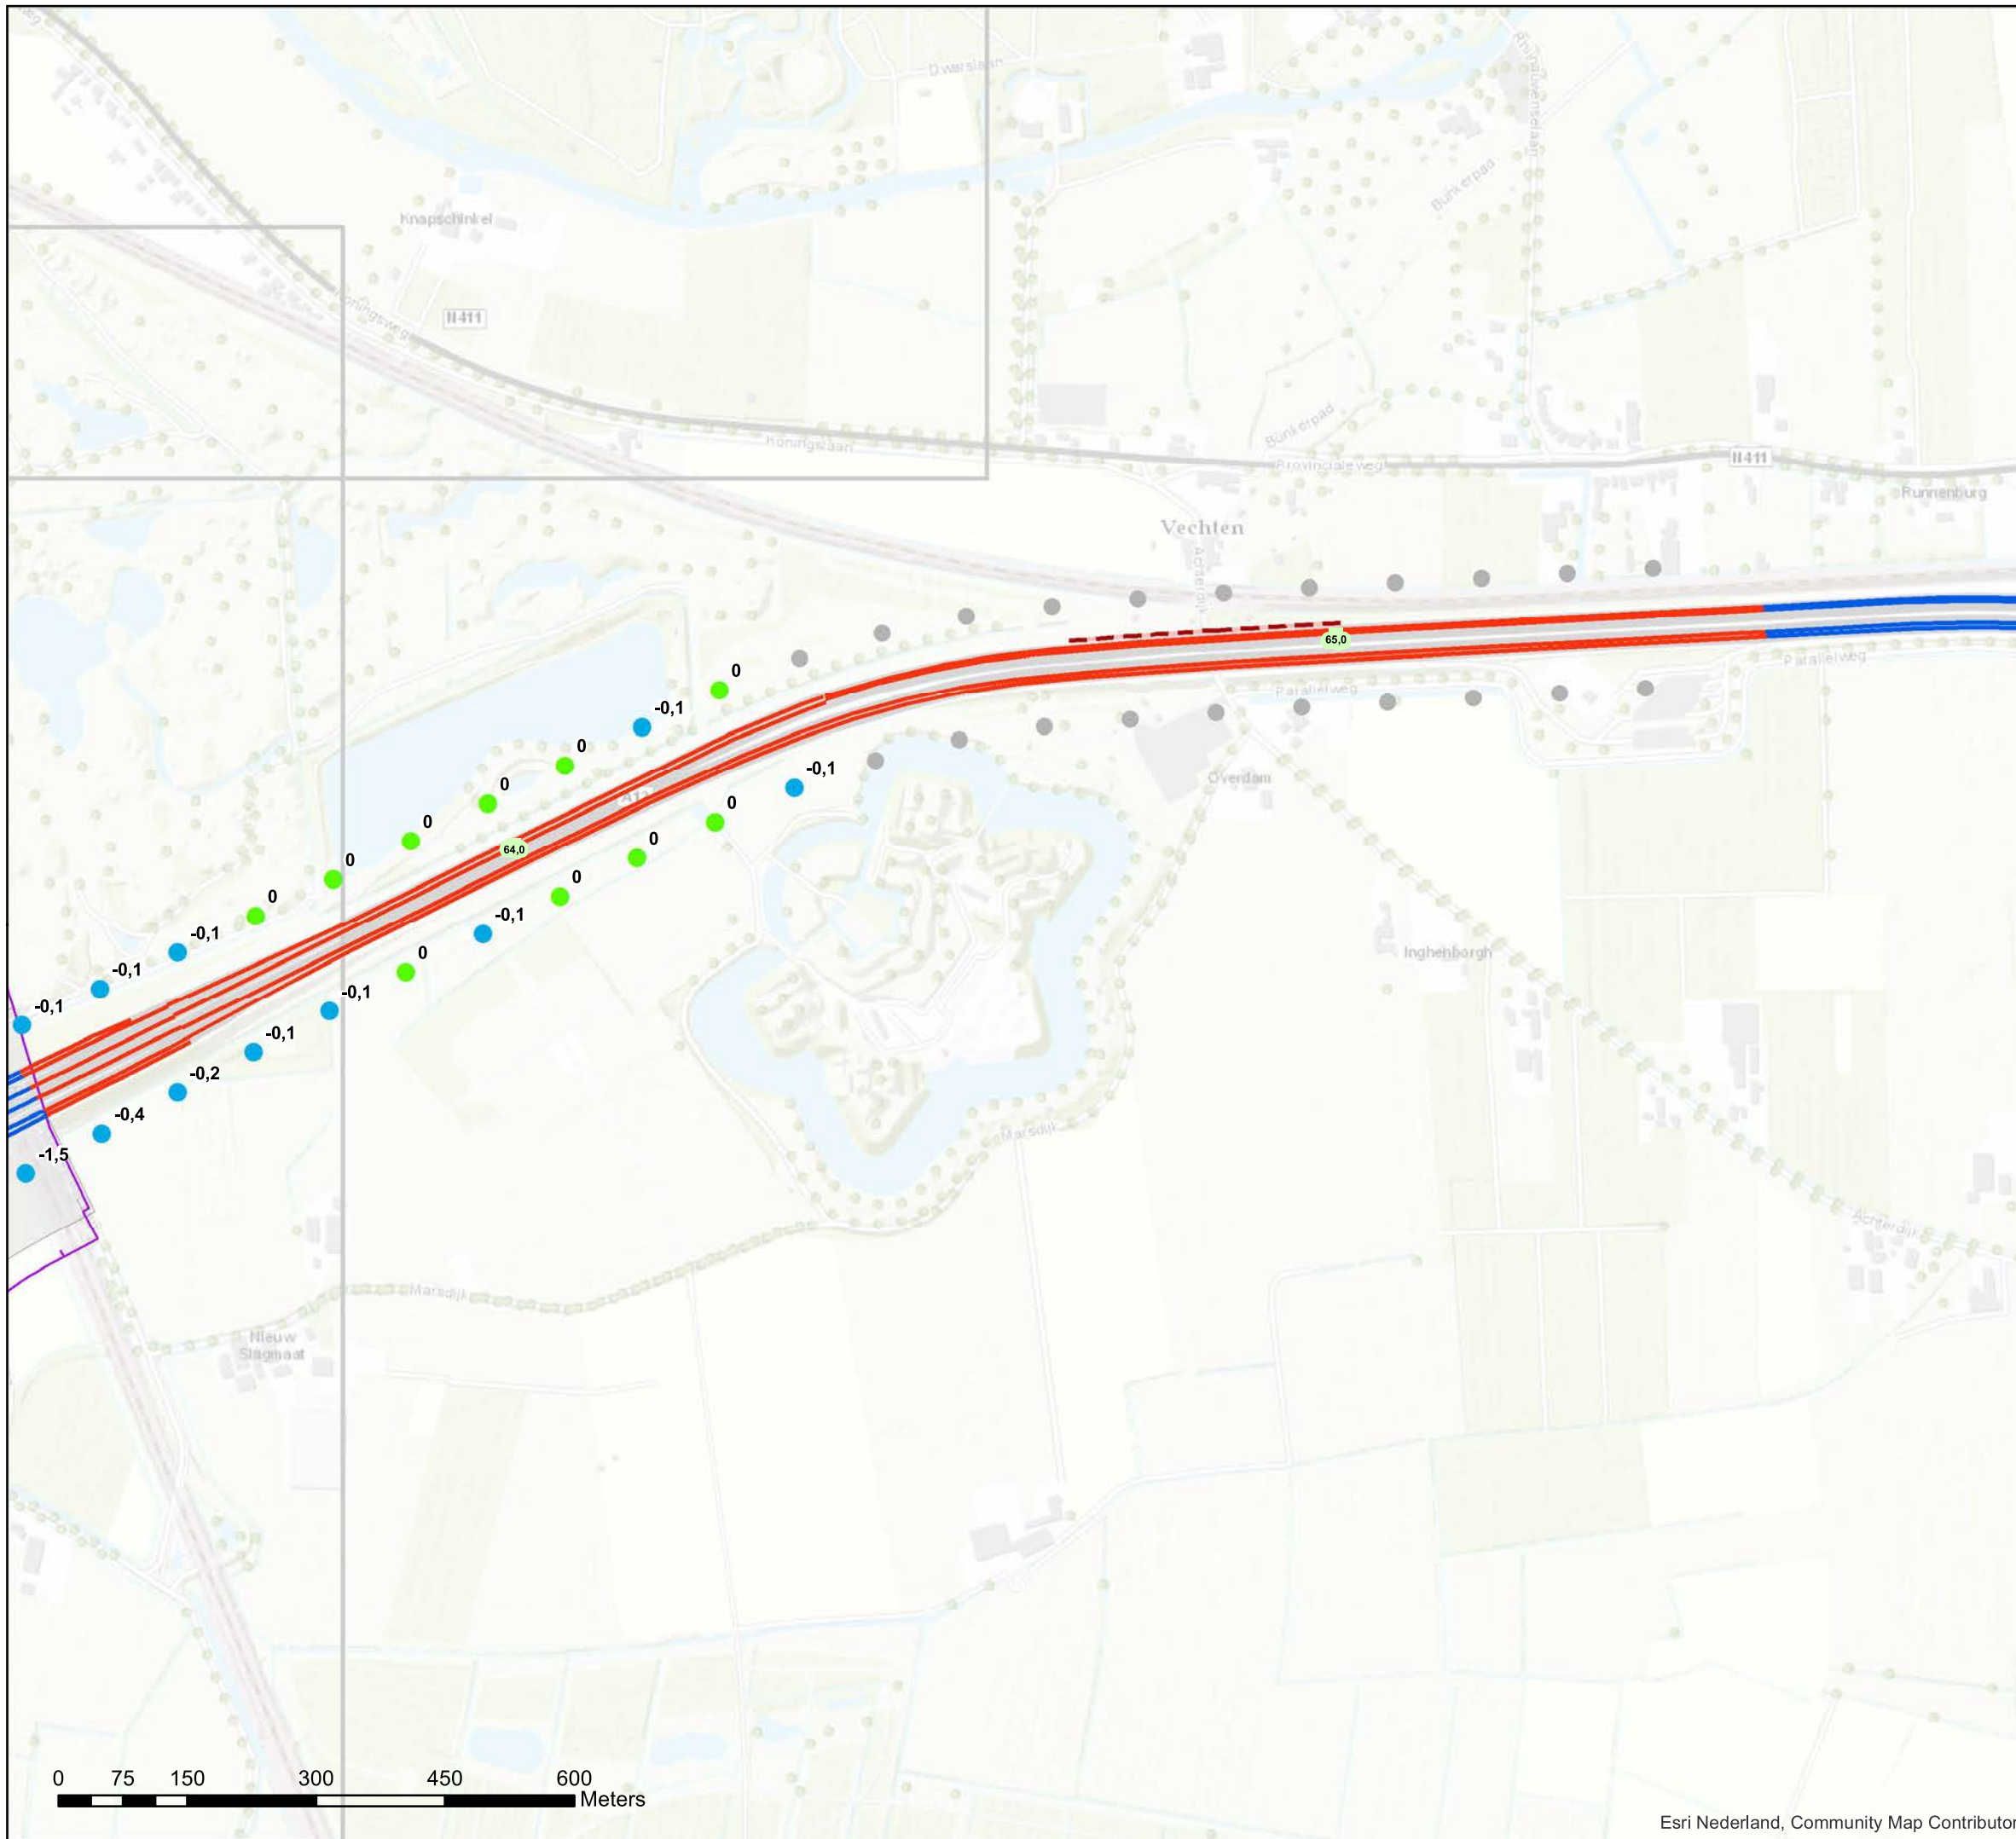 Dwarslaan
Rhijnauwenselaan
Bunkerpad
Knapschinkel
Koningsweg
N411
Koningslaan
Bunkerpad
Provincialeweg
N411
Runnenburg
Vechten
Achterdijk
65,0
Parallelweg
Parallelweg
0
-0,1
0
0
0
0
0
-0,1
-0,1
-0,1
A12
64,0
-0,1
0
0
0
-0,1
0
-0,1
-0,1
-0,2
-0,4
-1,5
Overdam
Inghenborgh
Marsdijk
Achterdijk
Marsdijk
Nieuw
Slagmaat
0 75 150 300 450 600
Meters
Esri Nederland, Community Map Contributo